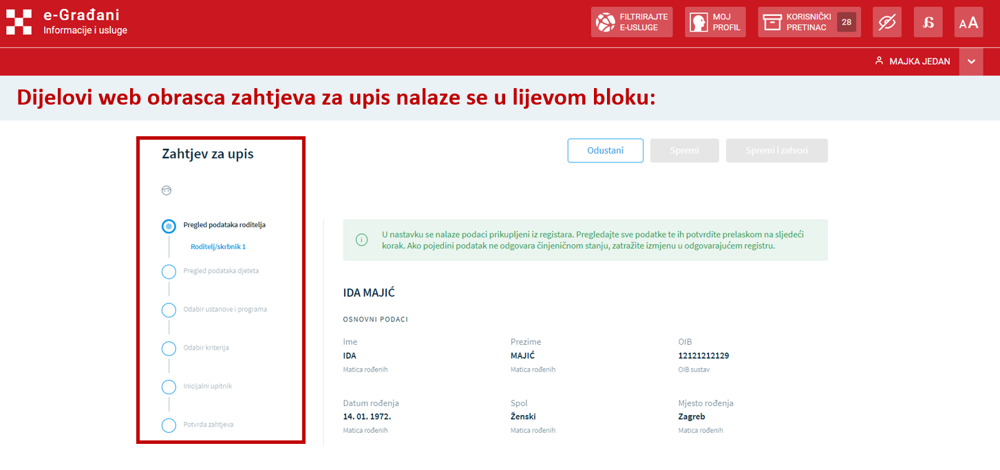 e-Građani
Informacije i usluge
FILTRIRAJTE
E-USLUGE
MOJ
PROFIL
KORISNIČKI
PRETINAC
28
AA
MAJKA JEDAN
Dijelovi web obrasca zahtjeva za upis nalaze se u lijevom bloku:
Zahtjev za upis
Odustani
Spremi
Spremi i zatvori
Pregled podataka roditelja
Roditelj/skrbnik 1
Pregled podataka djeteta
Odabir ustanove i programa
Odabir kriterija
Inicijalni upitnik
Potvrda zahtjeva
U nastavku se nalaze podaci prikupljeni iz registara. Pregledajte sve podatke te ih potvrdite prelaskom na sljedeći
korak. Ako pojedini podatak ne odgovara činjeničnom stanju, zatražite izmjenu u odgovarajućem registru.
IDA MAJIĆ
OSNOVNI PODACI
Ime
Prezime
OIB
IDA
MAJIĆ
12121212129
Matica rođenih
Matica rođenih
OIB sustav
Datum rođenja
Spol
Mjesto rođenja
14. 01. 1972.
Ženski
Zagreb
Matica rođenih
Matica rođenih
Matica rođenih